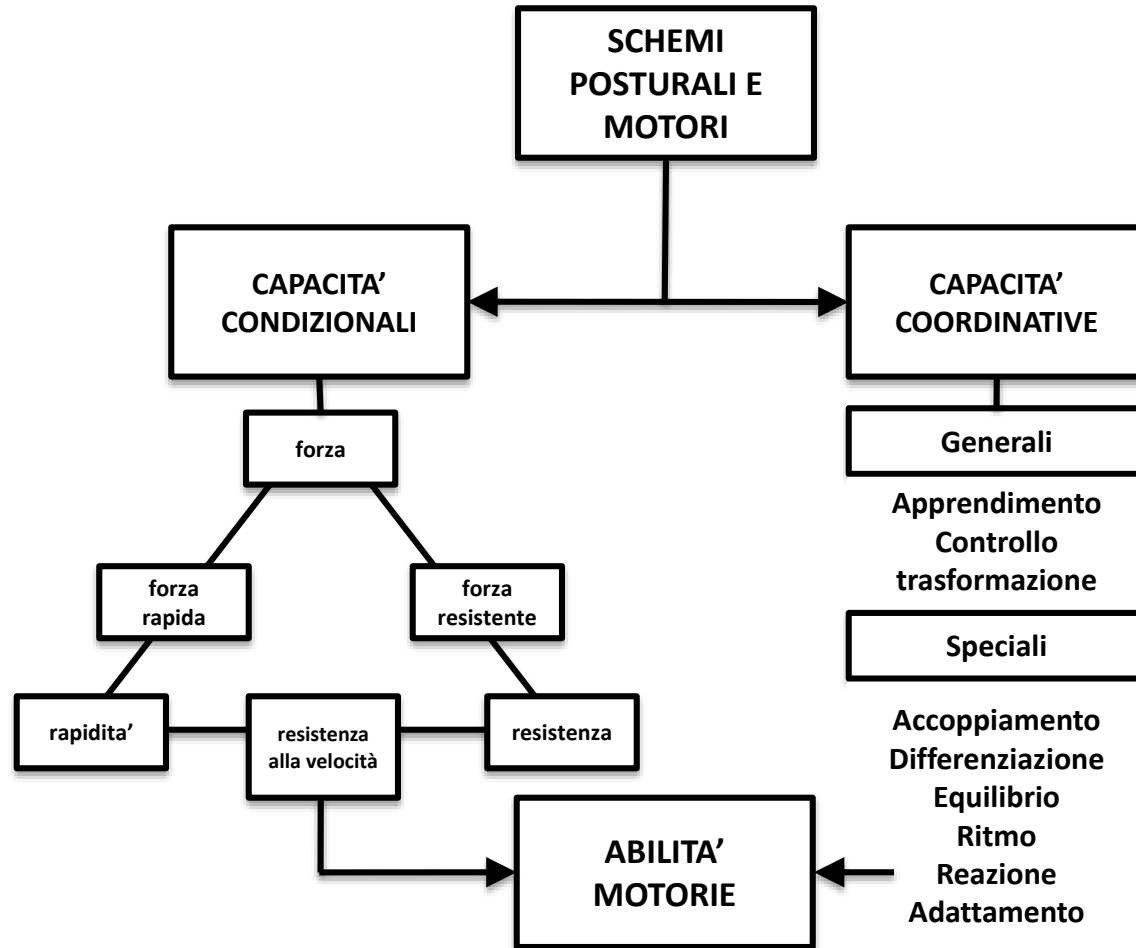 SCHEMI
POSTURALI E
MOTORI
CAPACITA’
CONDIZIONALI
CAPACITA’
COORDINATIVE
forza
Generali
Apprendimento
Controllo
trasformazione
forza
rapida
forza
resistente
Speciali
rapidita’
resistenza
alla velocità
resistenza
Accoppiamento
Differenziazione
Equilibrio
Ritmo
Reazione
Adattamento
ABILITA’
MOTORIE